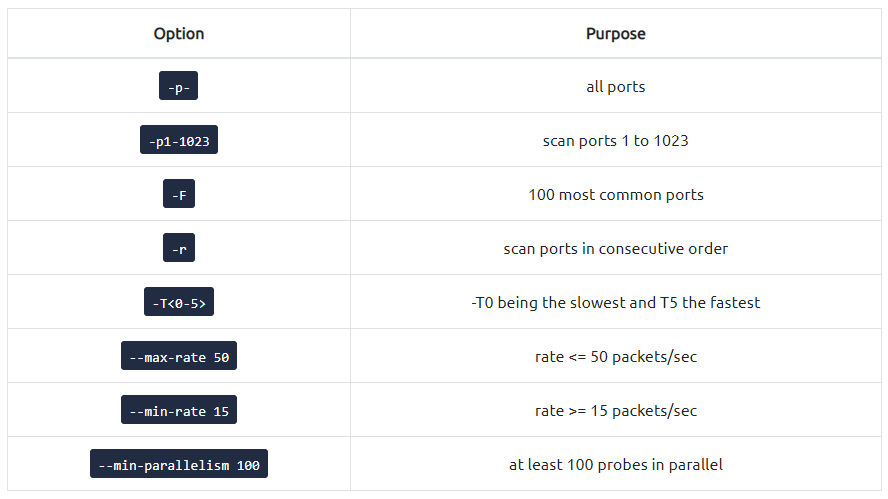 Option Purpose
-p- all ports
-p1-1023 scan ports 1 to 1023
-F 100 most common ports
-r scan ports in consecutive order
-T<0-5> -T0 being the slowest and T5 the fastest
--max-rate 50 rate <= 50 packets/sec
--min-rate 15 rate >= 15 packets/sec
--min-parallelism 100 at least 100 probes in parallel